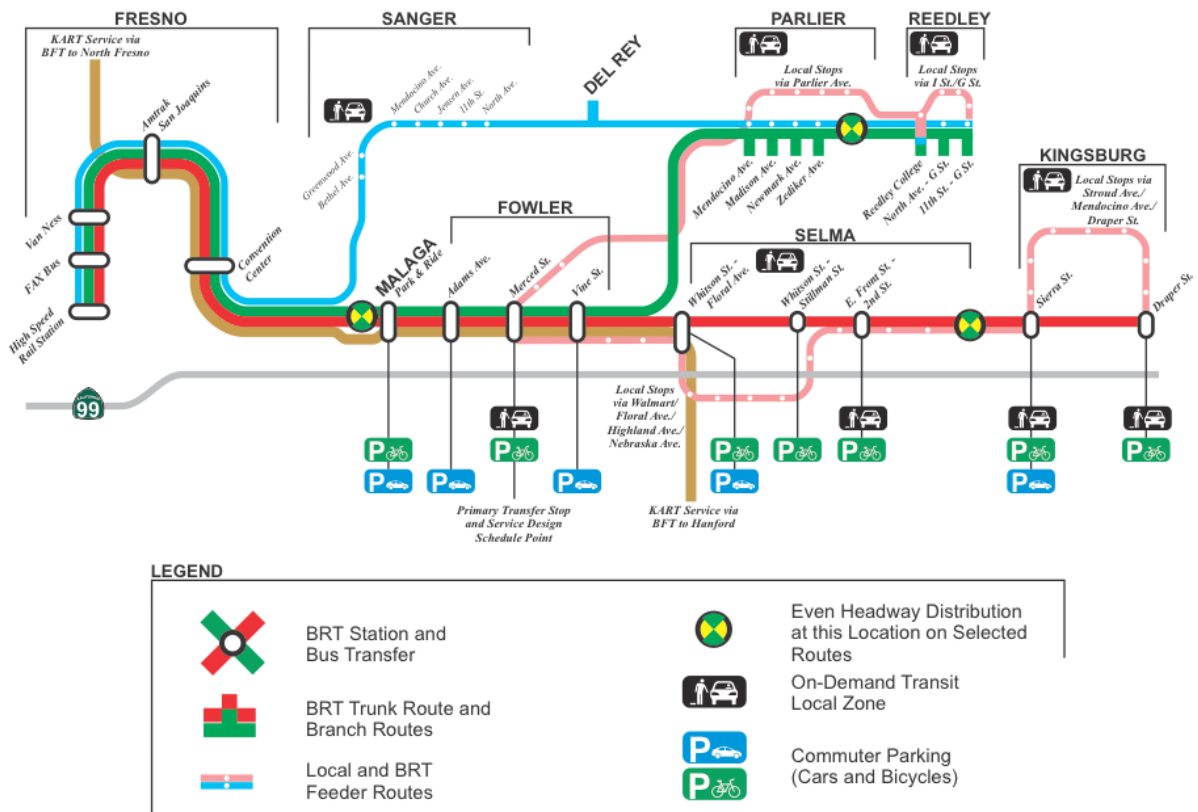 FRESNO
SANGER
PARLIER
REEDLEY
KART Service via
BFT to North Fresno
Amtrak
San Joaquins
Mendocino Ave.
Church Ave.
Jensen Ave.
11th St.
North Ave.
DEL REY
Local Stops
via Parlier Ave.
Local Stops
via I St./G St.
Greenwood Ave.
Bethel Ave.
Mendocino Ave.
Madison Ave.
Newmark Ave.
Zediker Ave.
Reedley College
North Ave. - G St.
11th St. - G St.
KINGSBURG
Local Stops via
Stroud Ave./
Mendocino Ave./
Draper St.
Van Ness
FAX Bus
High Speed
Rail Station
Convention
Center
MALAGA
Park & Ride
FOWLER
Adams Ave.
Merced St.
Vine St.
SELMA
Whitson St. -
Floral Ave.
Whitson St. -
Stillman St.
E. Front St. -
2nd St.
Sierra St.
Draper St.
CALIFORNIA
99
Local Stops
via Walmart/
Floral Ave./
Highland Ave./
Nebraska Ave.
P
P
P
P
P
P
P
P
P
P
P
P
Primary Transfer Stop
and Service Design
Schedule Point
KART Service via
BFT to Hanford
LEGEND
BRT Station and
Bus Transfer
BRT Trunk Route and
Branch Routes
Local and BRT
Feeder Routes
Even Headway Distribution
at this Location on Selected
Routes
On-Demand Transit
Local Zone
P
P
Commuter Parking
(Cars and Bicycles)